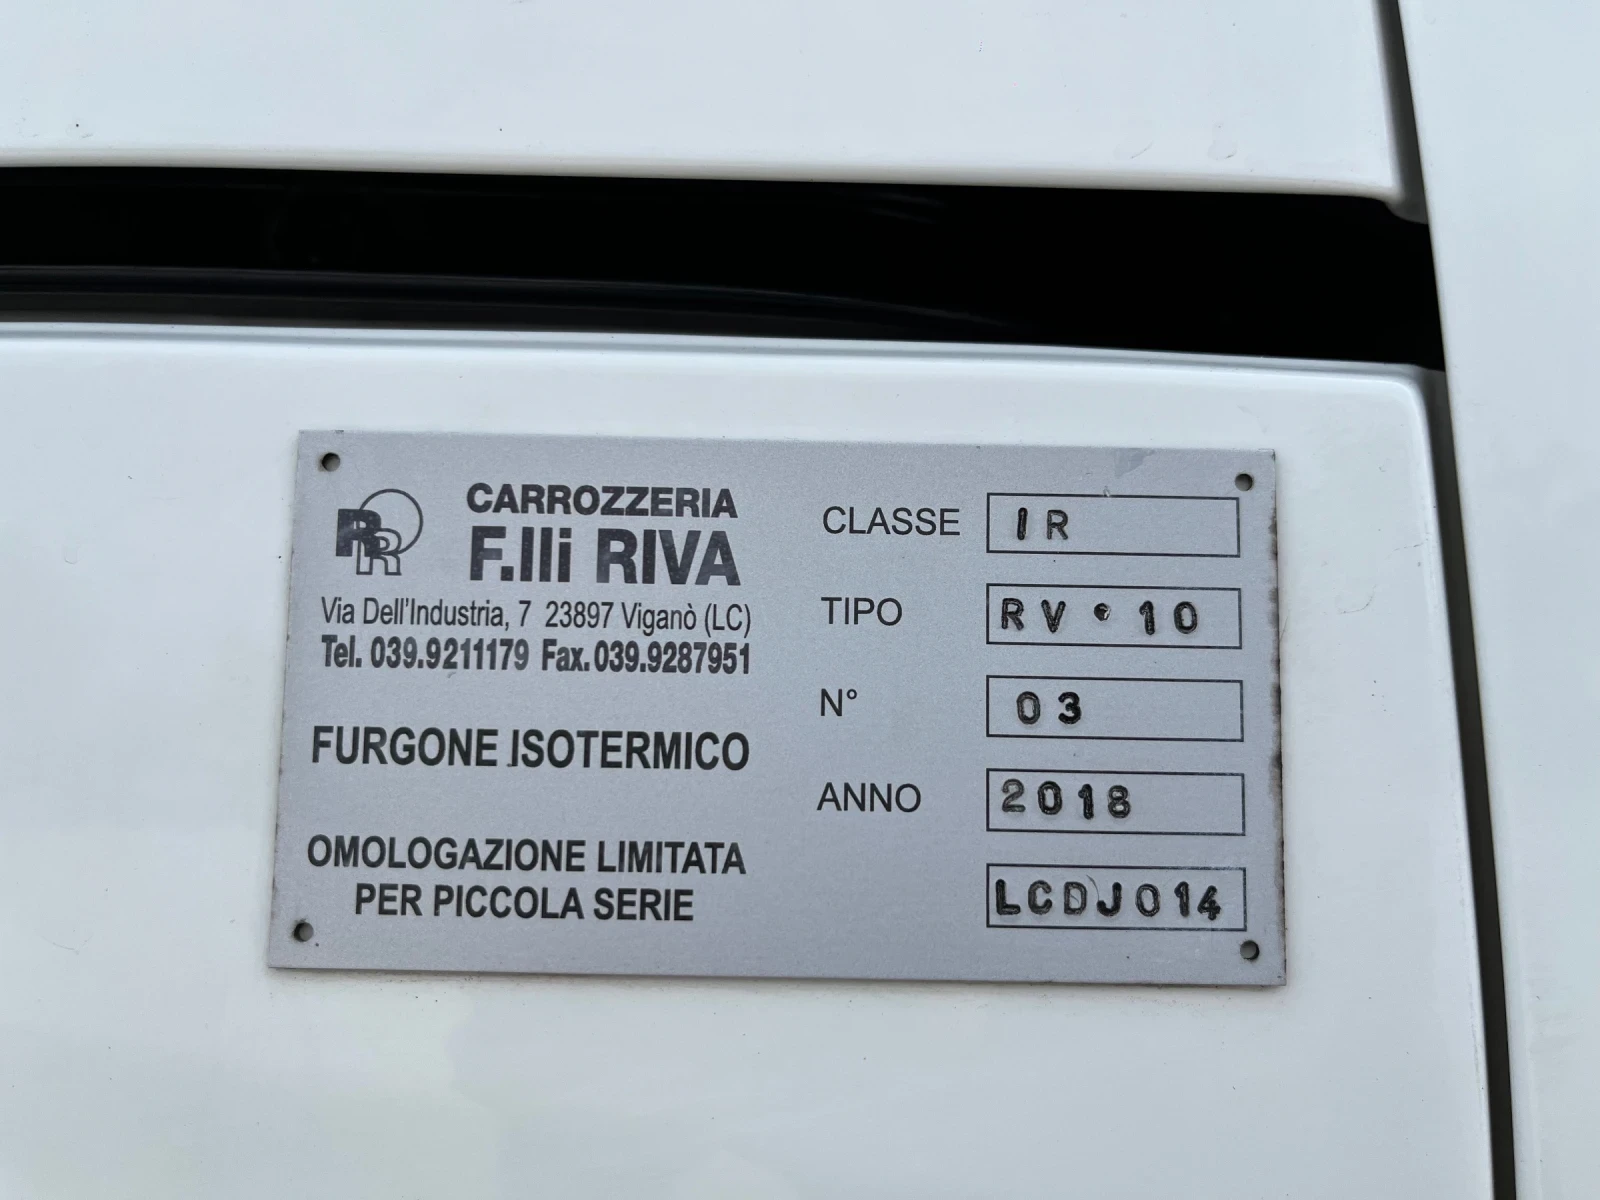 RR
CARROZZERIA
F.lli RIVA
Via Dell'Industria, 7 23897 Viganò (LC)
Tel. 039.9211179 Fax.039.9287951
FURGONE ISOTERMICO
OMOLOGAZIONE LIMITATA
PER PICCOLA SERIE
CLASSE IR
TIPO RV•10
N° 03
ANNO 2018
LCDJ014